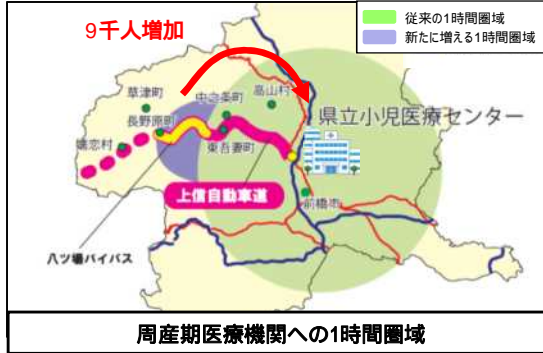 従来の1時間圏域
新たに増える1時間圏域
9千人増加
草津町
中之条町
高山村
長野原町
県立小児医療センター
嬬恋村
東吾妻町
上信自動車道
前橋市
八ツ場バイパス
周産期医療機関への1時間圏域